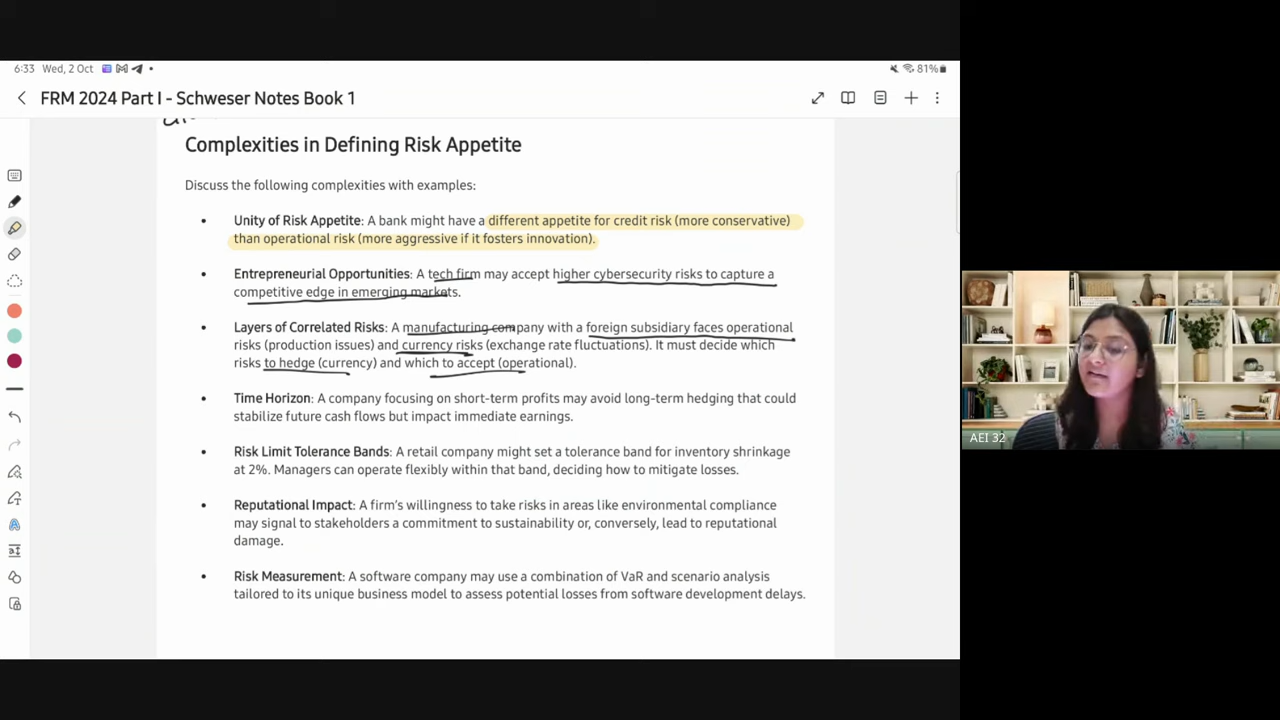 6:33 Wed, 2 Oct
81%
FRM 2024 Part I - Schweser Notes Book 1
Complexities in Defining Risk Appetite
Discuss the following complexities with examples:
• Unity of Risk Appetite: A bank might have a different appetite for credit risk (more conservative)
than operational risk (more aggressive if it fosters innovation).
• Entrepreneurial Opportunities: A tech firm may accept higher cybersecurity risks to capture a
competitive edge in emerging markets.
• Layers of Correlated Risks: A manufacturing company with a foreign subsidiary faces operational
risks (production issues) and currency risks (exchange rate fluctuations). It must decide which
risks to hedge (currency) and which to accept (operational).
• Time Horizon: A company focusing on short-term profits may avoid long-term hedging that could
stabilize future cash flows but impact immediate earnings.
• Risk Limit Tolerance Bands: A retail company might set a tolerance band for inventory shrinkage
at 2%. Managers can operate flexibly within that band, deciding how to mitigate losses.
• Reputational Impact: A firm's willingness to take risks in areas like environmental compliance
may signal to stakeholders a commitment to sustainability or, conversely, lead to reputational
damage.
• Risk Measurement: A software company may use a combination of VaR and scenario analysis
tailored to its unique business model to assess potential losses from software development delays.
AEI 32